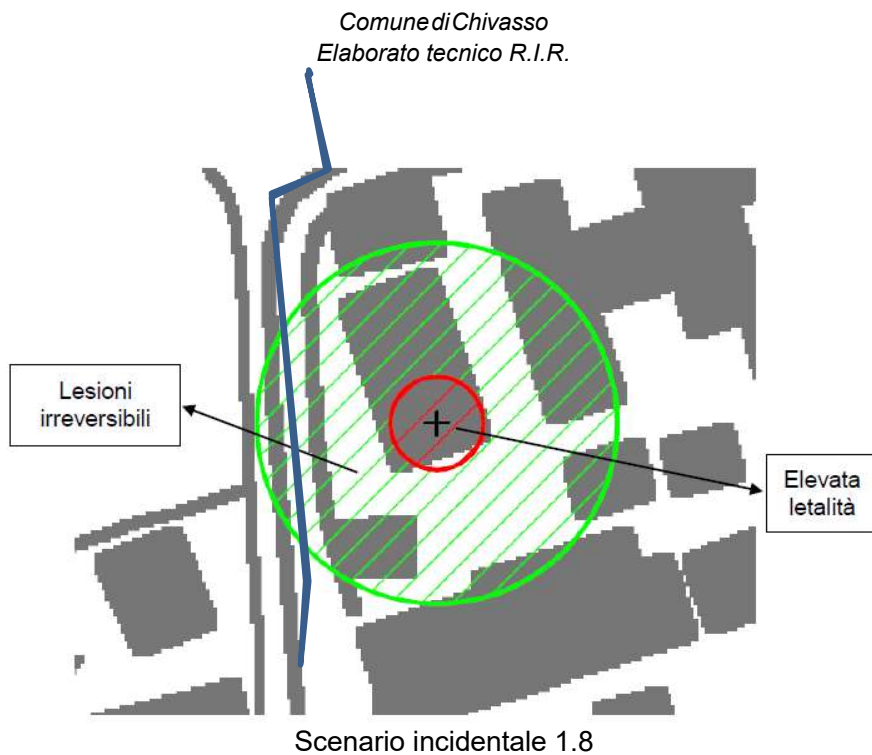 Comune di Chivasso
Elaborato tecnico R.I.R.
Lesioni
irreversibili
Elevata
letalità
Scenario incidentale 1.8